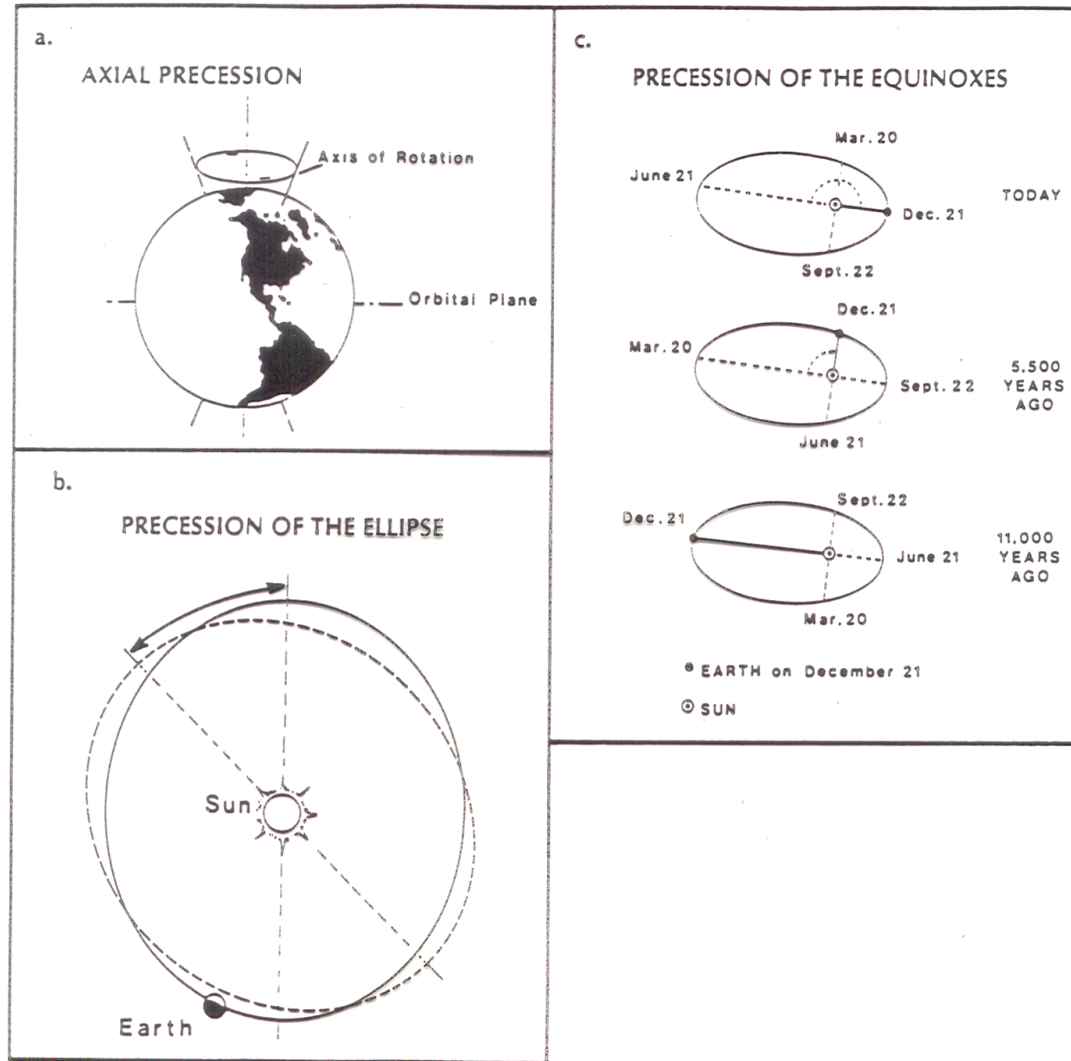 a.
AXIAL PRECESSION
Axis of Rotation
Orbital Plane
b.
PRECESSION OF THE ELLIPSE
Sun
Earth
c.
PRECESSION OF THE EQUINOXES
Mar. 20
June 21
TODAY
Dec. 21
Sept. 22
Dec. 21
Mar. 20
Sept. 22
5,500
YEARS
AGO
June 21
Sept. 22
Dec. 21
June 21
11,000
YEARS
AGO
Mar. 20
EARTH on December 21
SUN